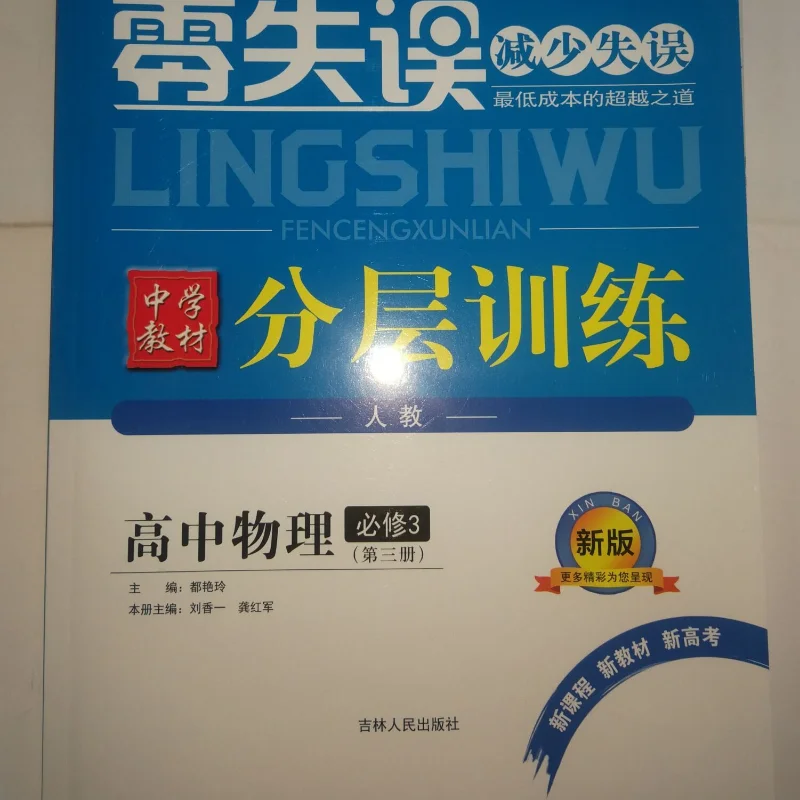 零失误
减少失误
最低成本的超越之道
LINGSHIWU
FENCENGXUNLIAN
中学
教材
分层训练
人教
高中物理 必修3
(第三册)
主 编：都艳玲
本册主编：刘香一 龚红军
XIN BAN
新版
更多精彩为您呈现
新课程 新教材 新高考
吉林人民出版社